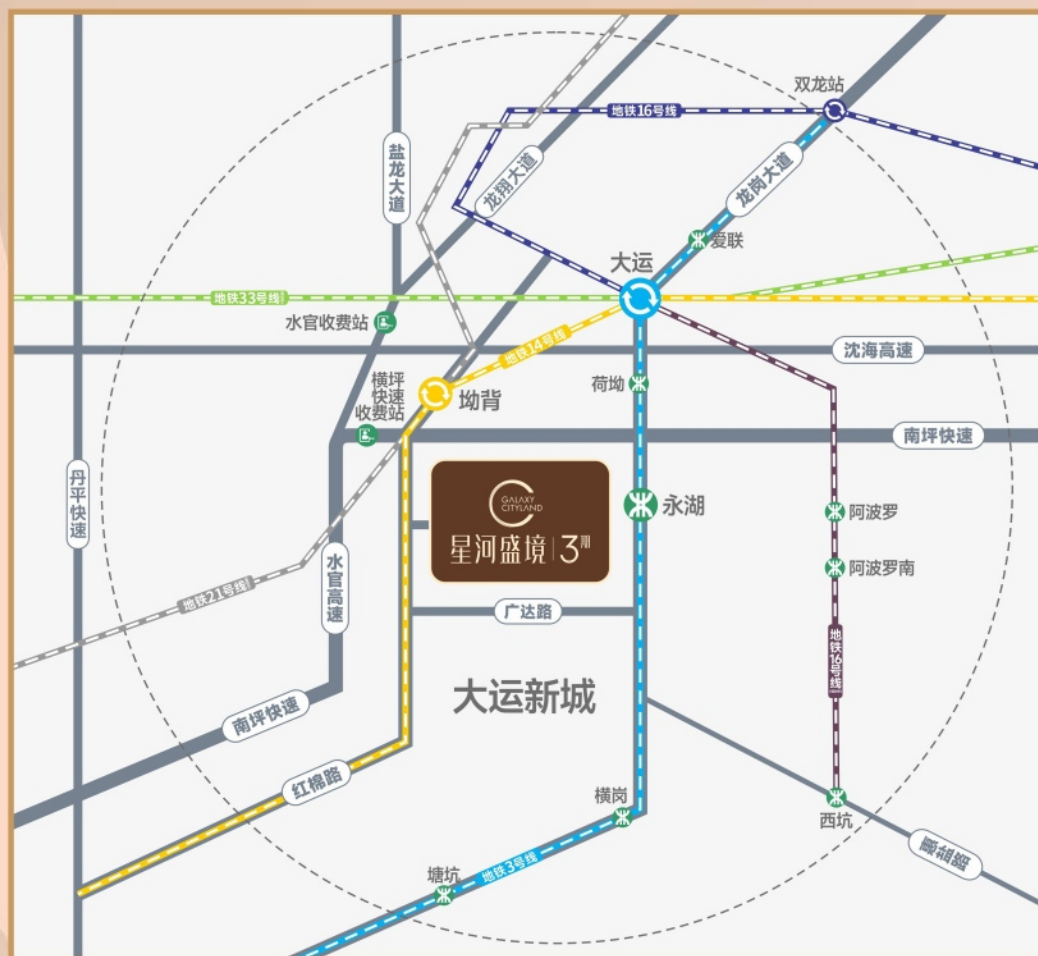 双龙站
地铁16号线
盐龙大道
龙翔大道
龙岗大道
爱联
大运
地铁33号线
水官收费站
地铁14号线
沈海高速
荷坳
横坪
快速
收费站
坳背
南坪快速
丹平快速
GALAXY
CITYLAND
星河盛境|3期
永湖
阿波罗
阿波罗南
水官高速
地铁21号线
广达路
地铁16号线
大运新城
南坪快速
红棉路
横岗
西坑
地铁3号线
塘坑